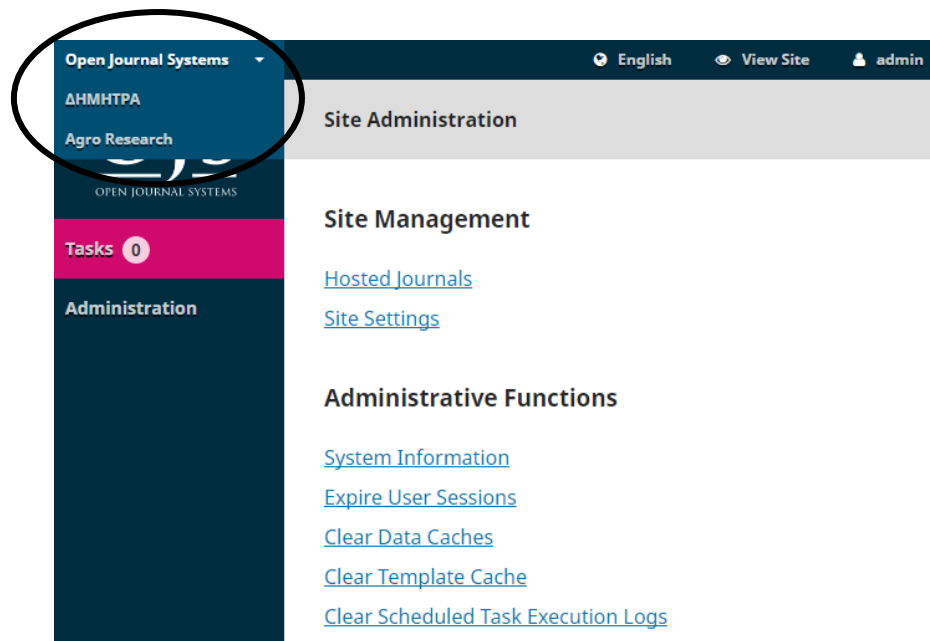 Open Journal Systems English View Site admin
ΔΗΜΗΤΡΑ
Agro Research
Site Administration
OPEN JOURNAL SYSTEMS
Tasks 0
Administration
Site Management
Hosted Journals
Site Settings
Administrative Functions
System Information
Expire User Sessions
Clear Data Caches
Clear Template Cache
Clear Scheduled Task Execution Logs